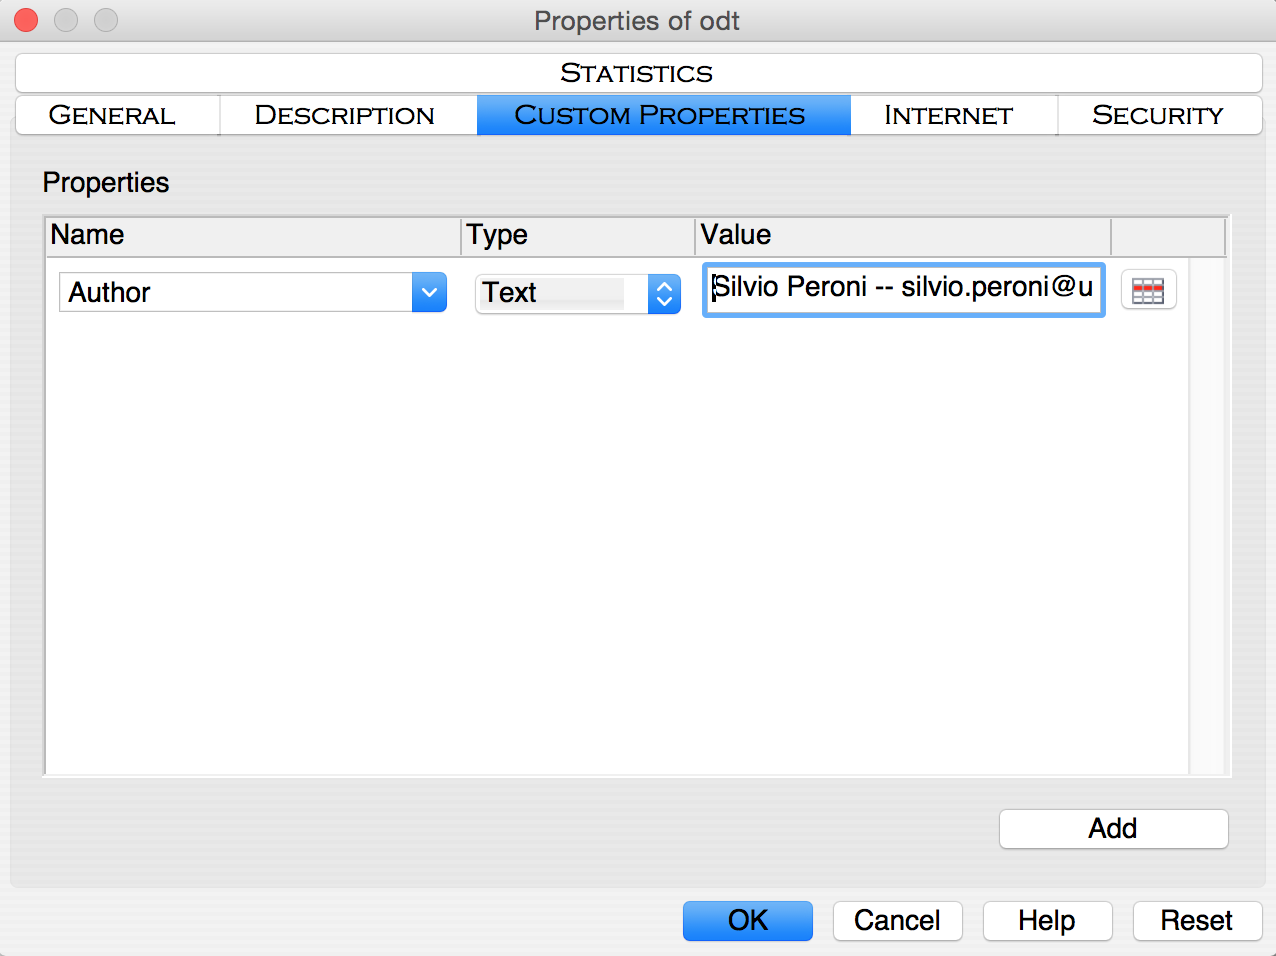 Properties of odt
STATISTICS
GENERAL DESCRIPTION CUSTOM PROPERTIES INTERNET SECURITY
Properties
Name Type Value
Author Text Silvio Peroni -- silvio.peroni@u
Add
OK Cancel Help Reset